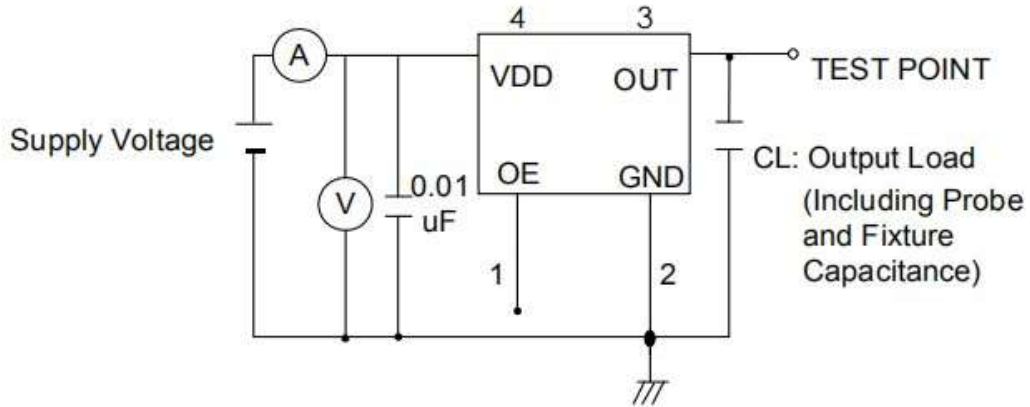 4
3
A
VDD
OUT
TEST POINT
Supply Voltage
CL: Output Load
OE
GND
0.01
(Including Probe
V
uF
and Fixture
1
2
Capacitance)